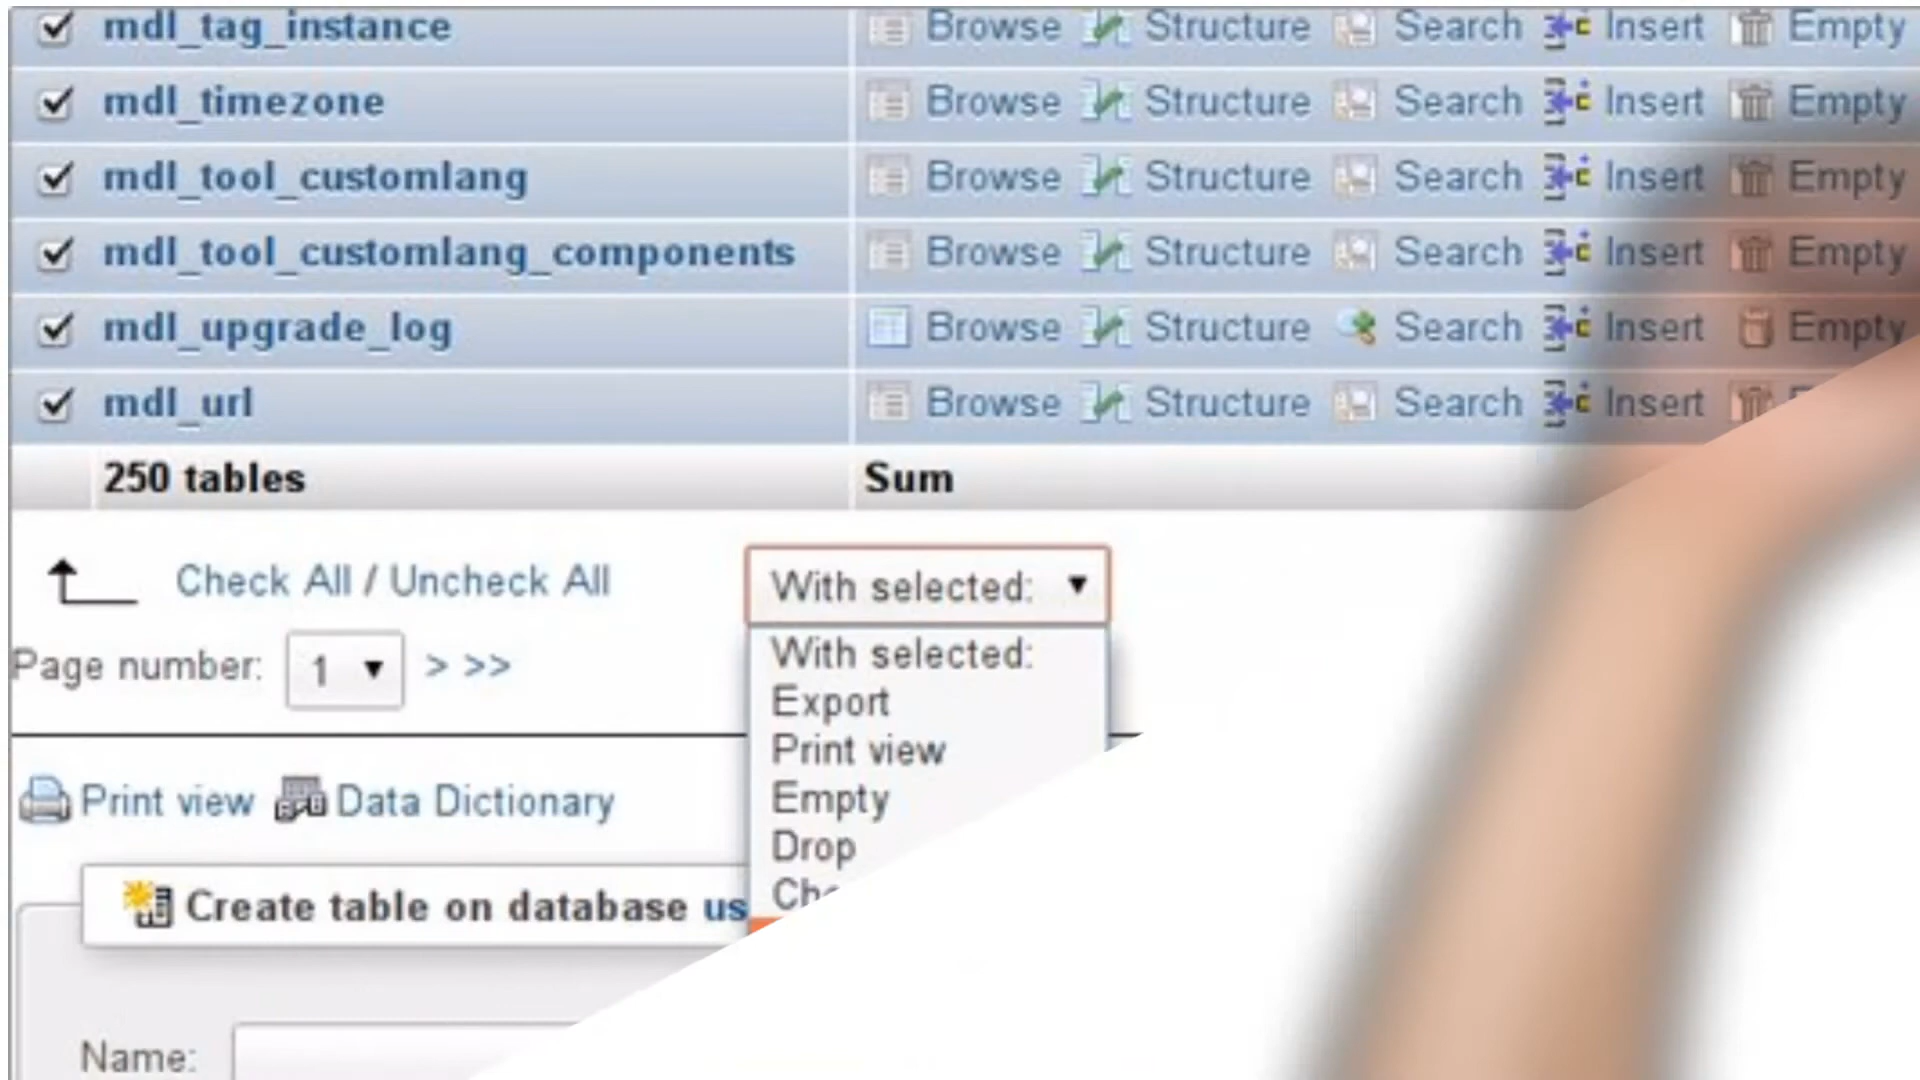 mdl_tag_instance Browse Structure Search Insert Empty
mdl_timezone Browse Structure Search Insert Empty
mdl_tool_customlang Browse Structure Search Insert Empty
mdl_tool_customlang_components Browse Structure Search Insert Empty
mdl_upgrade_log Browse Structure Search Insert Empty
mdl_url Browse Structure Search Insert
250 tables Sum
Check All / Uncheck All With selected:
With selected:
Page number: 1 > >>
Export
Print view
Empty
Print view Data Dictionary
Drop
Create table on database us
Name: